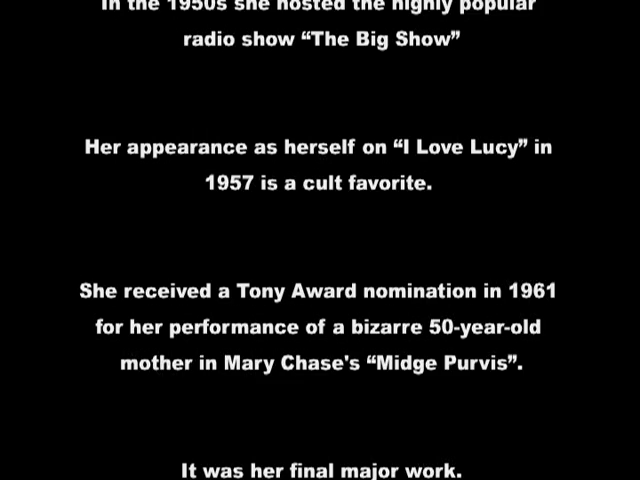 In the 1950s she hosted the highly popular
radio show “The Big Show”
Her appearance as herself on “I Love Lucy” in
1957 is a cult favorite.
She received a Tony Award nomination in 1961
for her performance of a bizarre 50-year-old
mother in Mary Chase's “Midge Purvis”.
It was her final major work.